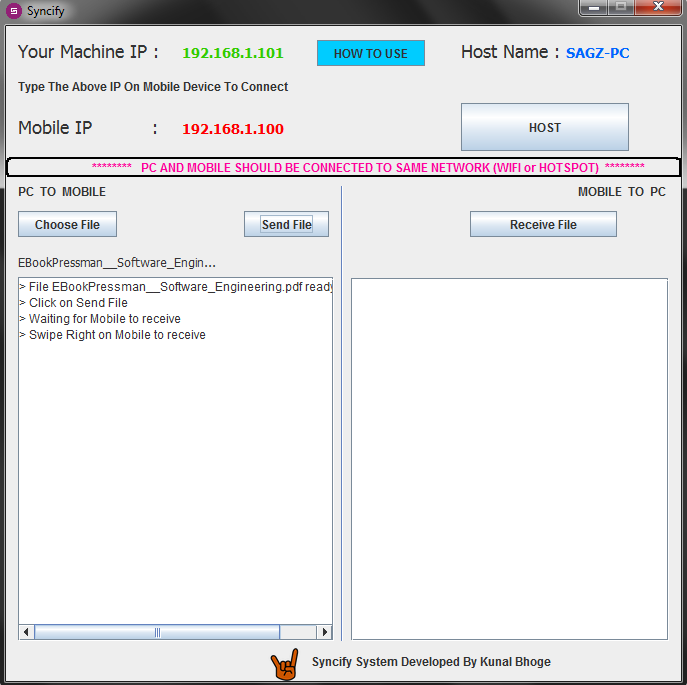 Syncify
Your Machine IP : 192.168.1.101 HOW TO USE Host Name : SAGZ-PC
Type The Above IP On Mobile Device To Connect
Mobile IP : 192.168.1.100 HOST
******** PC AND MOBILE SHOULD BE CONNECTED TO SAME NETWORK (WIFI or HOTSPOT) ********
PC TO MOBILE MOBILE TO PC
Choose File Send File Receive File
EBookPressman__Software_Engin...
> File EBookPressman__Software_Engineering.pdf ready
> Click on Send File
> Waiting for Mobile to receive
> Swipe Right on Mobile to receive
Syncify System Developed By Kunal Bhoge